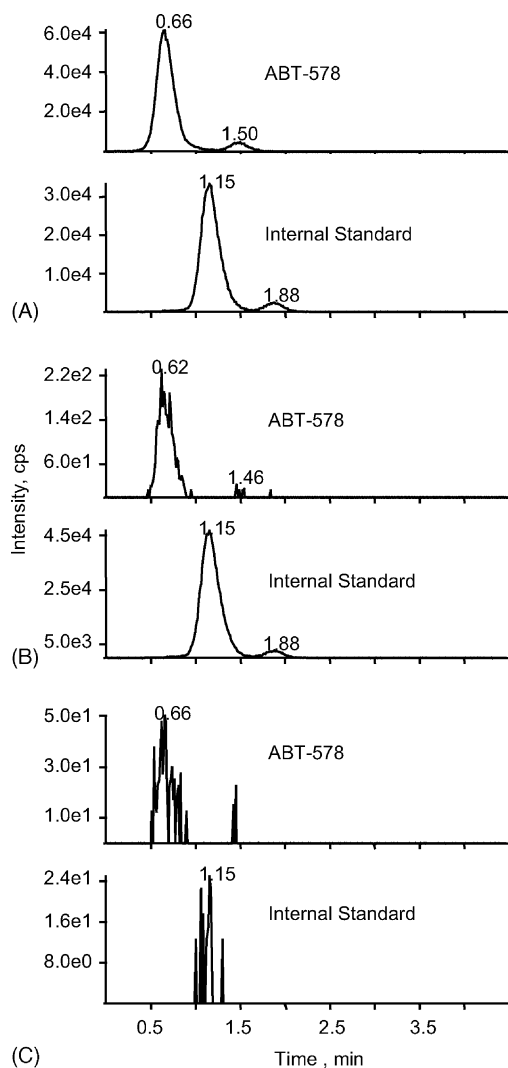 6.0e4
0.66
ABT-578
4.0e4
2.0e4
1.50
3.0e4
1.15
Internal Standard
2.0e4
1.0e4
1.88
(A)
2.2e2
0.62
ABT-578
1.4e2
6.0e1
1.46
Intensity, cps
4.5e4
1.15
Internal Standard
2.5e4
5.0e3
1.88
(B)
5.0e1
0.66
ABT-578
3.0e1
1.0e1
2.4e1
1.15
Internal Standard
1.6e1
8.0e0
0.5 1.5 2.5 3.5
(C)
Time , min